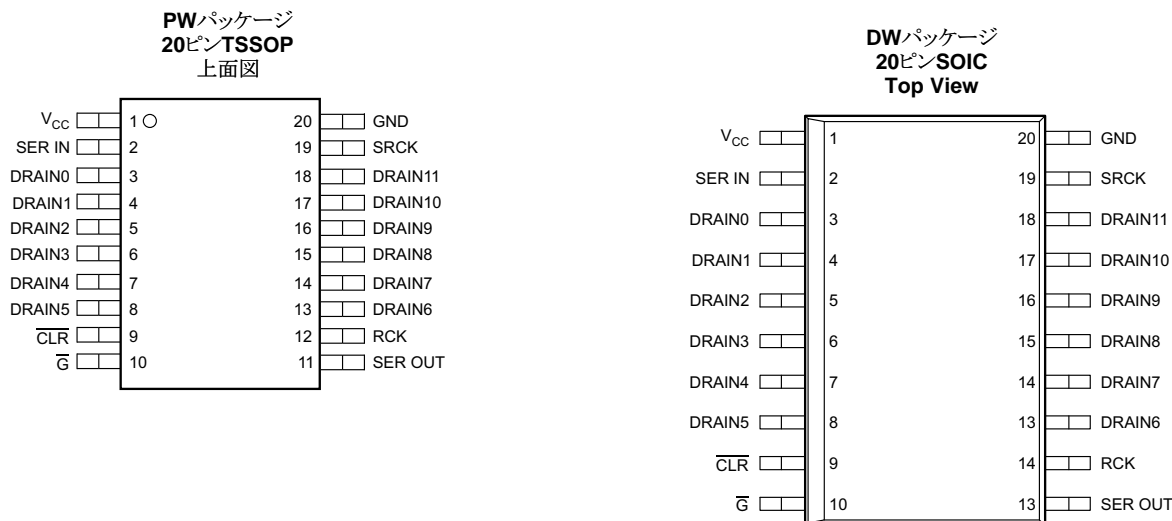 PWパッケージ
20ピンTSSOP
上面図
VCC 1 20 GND
SER IN 2 19 SRCK
DRAIN0 3 18 DRAIN11
DRAIN1 4 17 DRAIN10
DRAIN2 5 16 DRAIN9
DRAIN3 6 15 DRAIN8
DRAIN4 7 14 DRAIN7
DRAIN5 8 13 DRAIN6
CLR 9 12 RCK
G 10 11 SER OUT
DWパッケージ
20ピンSOIC
Top View
VCC 1 20 GND
SER IN 2 19 SRCK
DRAIN0 3 18 DRAIN11
DRAIN1 4 17 DRAIN10
DRAIN2 5 16 DRAIN9
DRAIN3 6 15 DRAIN8
DRAIN4 7 14 DRAIN7
DRAIN5 8 13 DRAIN6
CLR 9 14 RCK
G 10 13 SER OUT